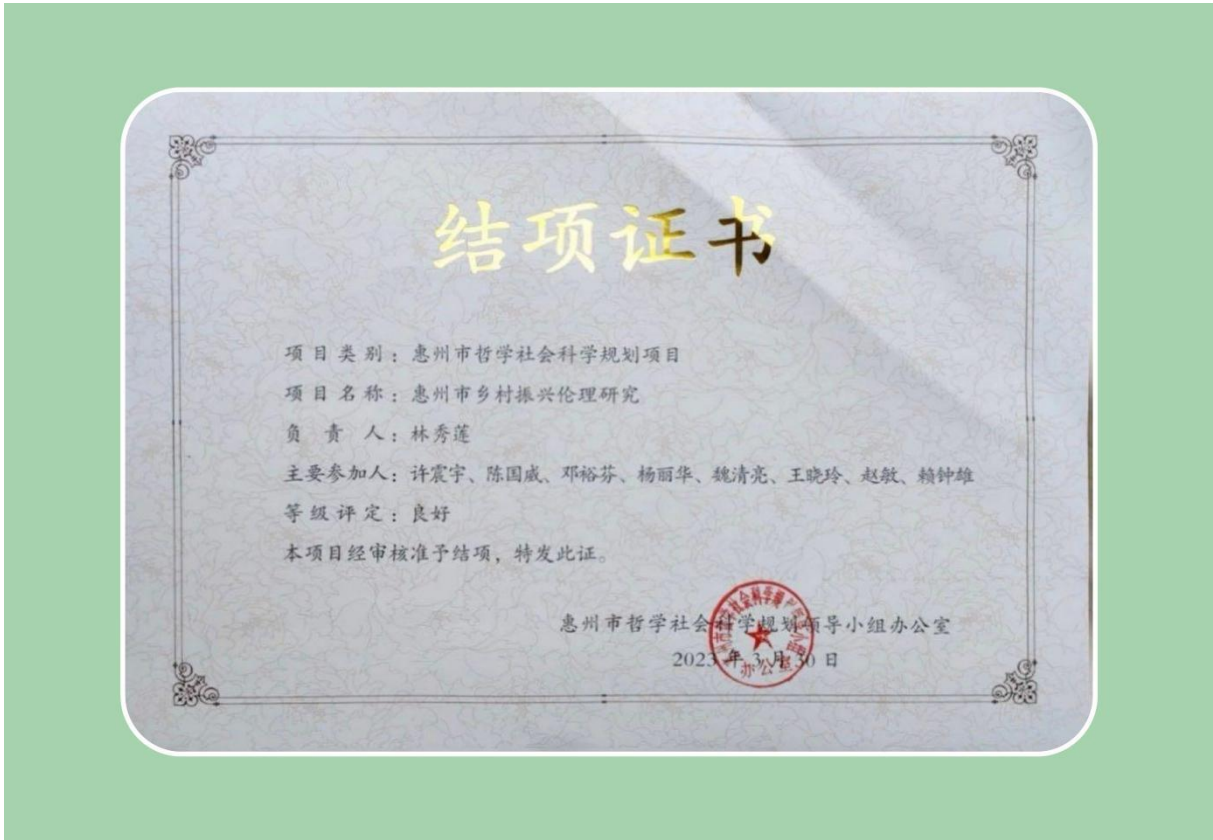 结项证书
项目类别：惠州市哲学社会科学规划项目
项目名称：惠州市乡村振兴伦理研究
负责人：林秀莲
主要参加人：许震宇、陈国威、邓裕芬、杨丽华、魏清亮、王晓玲、赵敏、赖钟雄
等级评定：良好
本项目经审核准予结项，特发此证。
惠州市哲学社会科学规划领导小组办公室
2023年3月30日
办公室